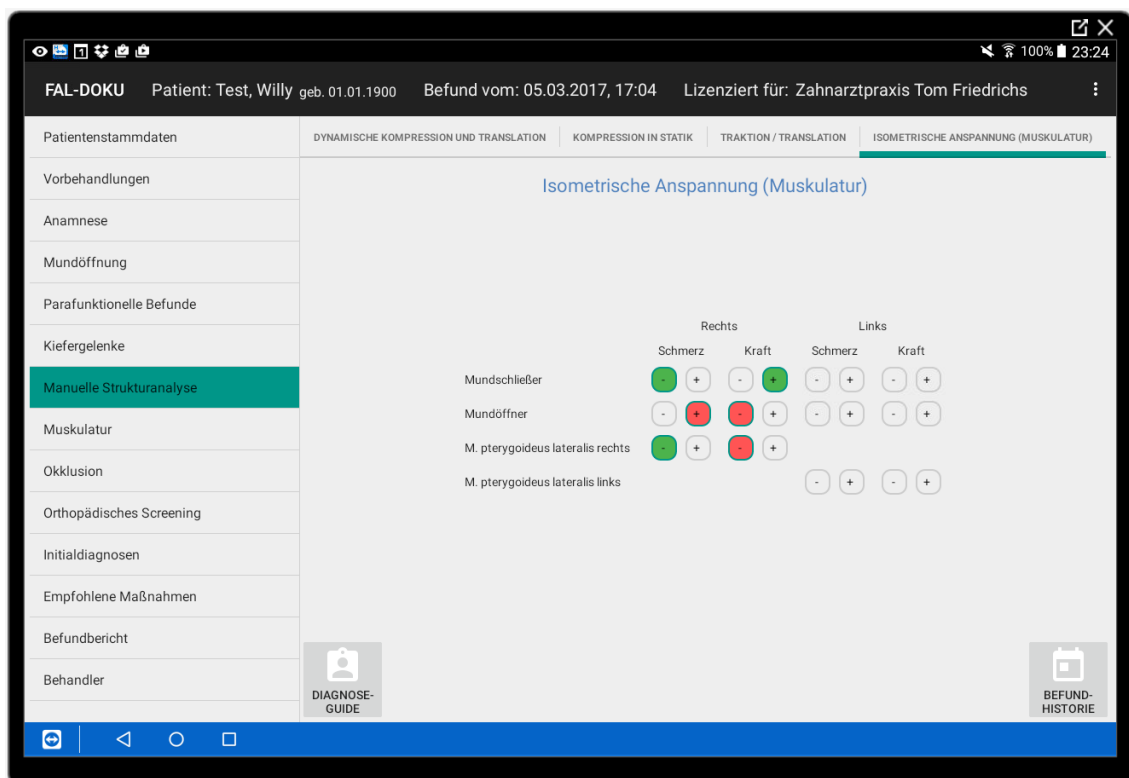 100% 23:24
FAL-DOKU Patient: Test, Willy geb. 01.01.1900 Befund vom: 05.03.2017, 17:04 Lizenziert für: Zahnarztpraxis Tom Friedrichs
Patientenstammdaten
Vorbehandlungen
Anamnese
Mundöffnung
Parafunktionelle Befunde
Kiefergelenke
Manuelle Strukturanalyse
Muskulatur
Okklusion
Orthopädisches Screening
Initialdiagnosen
Empfohlene Maßnahmen
Befundbericht
Behandler
DYNAMISCHE KOMPRESSION UND TRANSLATION KOMPRESSION IN STATIK TRAKTION / TRANSLATION ISOMETRISCHE ANSPANNUNG (MUSKULATUR)
Isometrische Anspannung (Muskulatur)
Rechts Links
Schmerz Kraft Schmerz Kraft
Mundschließer - + - + - + - +
Mundöffner - + - + - + - +
M. pterygoideus lateralis rechts - + - +
M. pterygoideus lateralis links - + - +
DIAGNOSE-
GUIDE
BEFUND-
HISTORIE